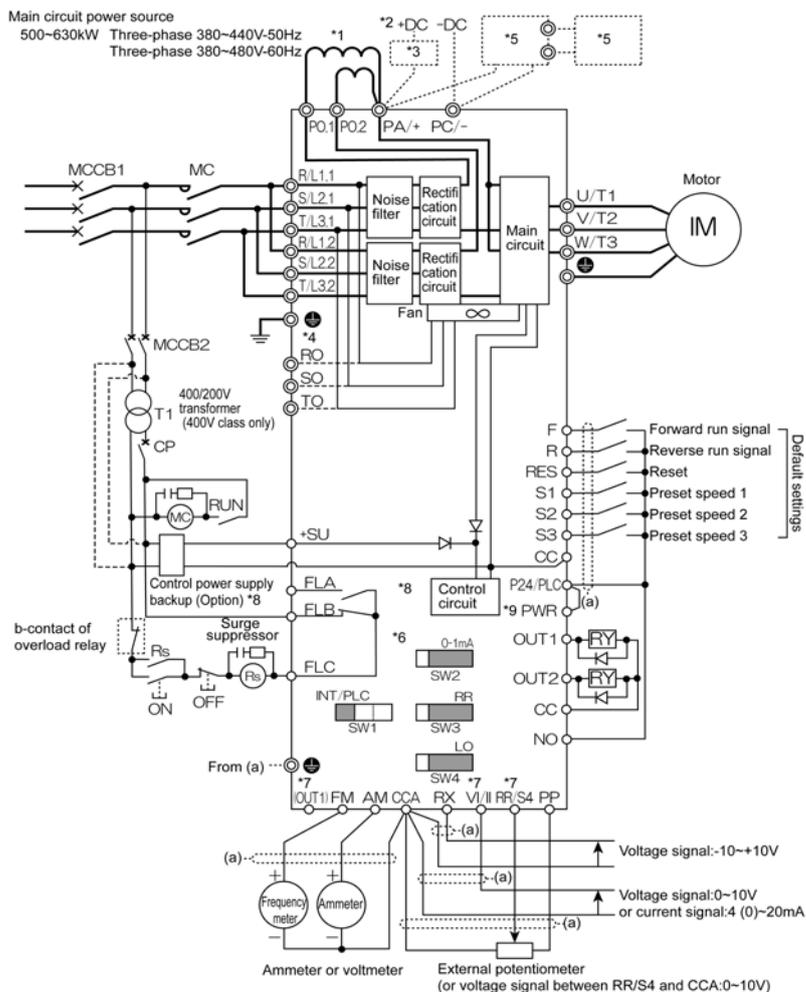 Main circuit power source
500~630kW Three-phase 380~440V-50Hz
Three-phase 380~480V-60Hz
*1
*2 +DC -DC
*3
*5
*5
PO.1 PO.2 PA/+ PC/-
MCCB1
MC
R/L1.1
S/L2.1
T/L3.1
R/L1.2
S/L2.2
T/L3.2
Noise filter
Rectifi cation circuit
Noise filter
Rectifi cation circuit
Main circuit
Fan
U/T1
V/T2
W/T3
Motor
IM
*4
RO
SO
TO
MCCB2
T1
400/200V
transformer
(400V class only)
CP
RUN
MC
+SU
Control power supply
backup (Option) *8
FLA
FLB
FLC
*8
*6
Control circuit
b-contact of
overload relay
Surge
suppressor
Rs
Rs
ON
OFF
F Forward run signal
R Reverse run signal
RES Reset
S1 Preset speed 1
S2 Preset speed 2
S3 Preset speed 3
Default settings
CC
P24/PLC
*9 PWR
(a)
OUT1 RY
OUT2 RY
CC
NO
0-1mA
SW2
INT/PLC
SW1
RR
SW3
LO
SW4
From (a)
*7 *7 *7
(OUT1) FM AM CCA RX VI/II RR/S4 PP
(a)
(a)
(a)
(a)
+ +
Frequency meter
Ammeter
- -
Ammeter or voltmeter
Voltage signal:-10~+10V
Voltage signal:0~10V
or current signal:4 (0)~20mA
External potentiometer
(or voltage signal between RR/S4 and CCA:0~10V)